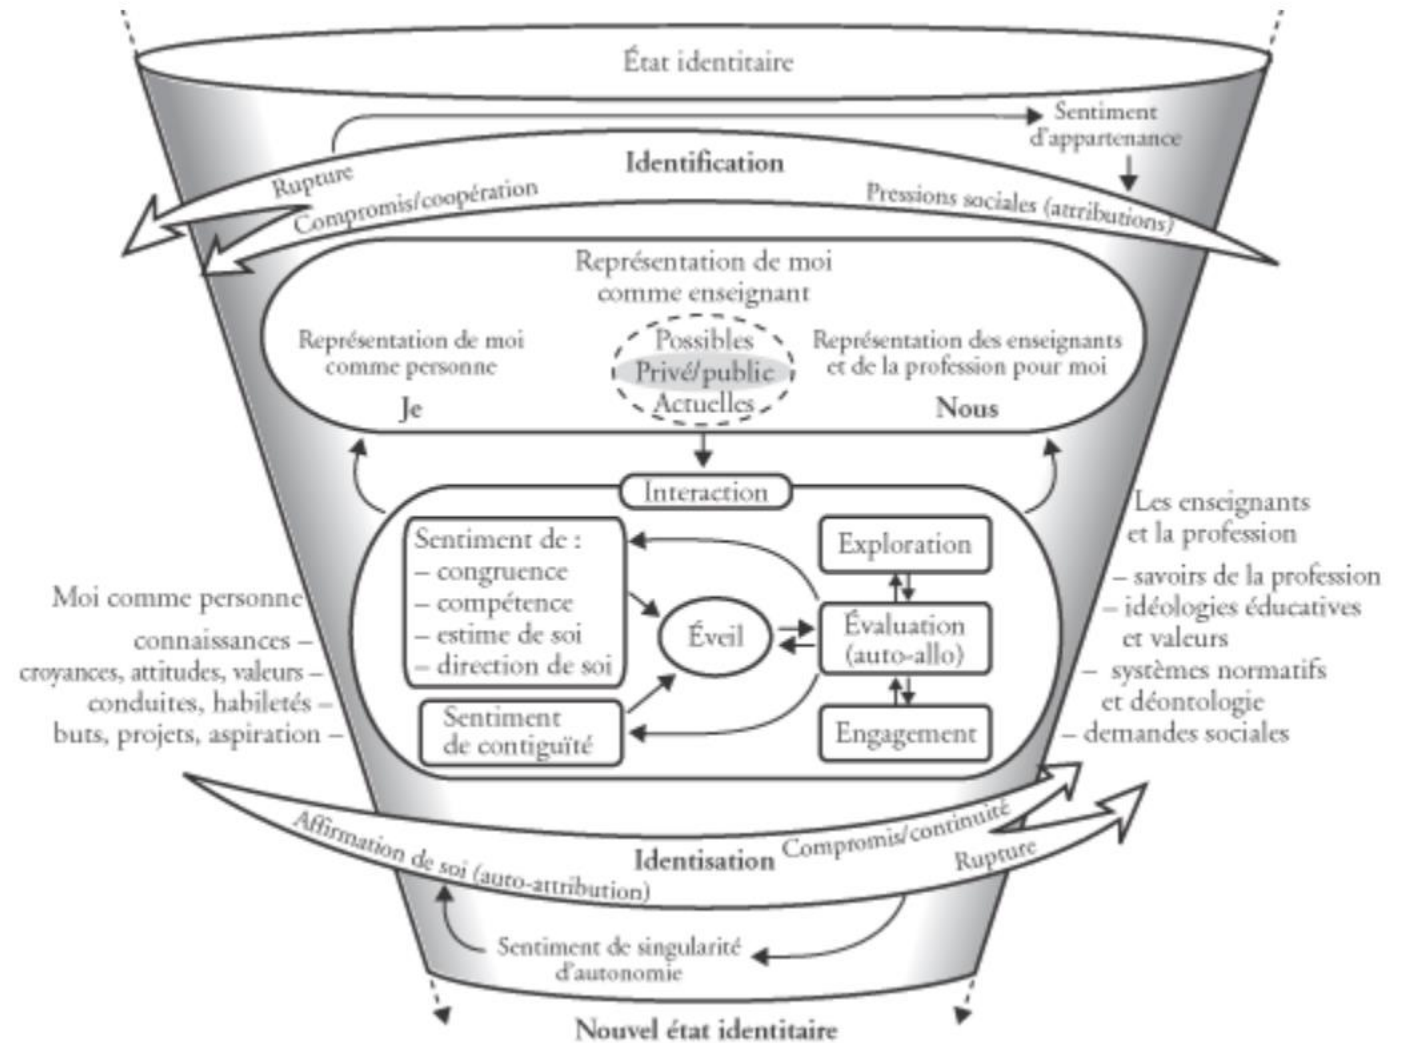 État identitaire
Sentiment
d'appartenance
Identification
Rupture
Compromis/coopération
Pressions sociales (attributions)
Représentation de moi
comme enseignant
Représentation de moi
comme personne
Je
Possibles
Privé/public
Actuelles
Représentation des enseignants
et de la profession pour moi
Nous
Interaction
Sentiment de :
– congruence
– compétence
– estime de soi
– direction de soi
Sentiment
de contiguïté
Éveil
Exploration
Évaluation
(auto-allo)
Engagement
Moi comme personne
connaissances –
croyances, attitudes, valeurs –
conduites, habiletés –
buts, projets, aspiration –
Les enseignants
et la profession
– savoirs de la profession
– idéologies éducatives
et valeurs
– systèmes normatifs
et déontologie
– demandes sociales
Affirmation de soi (auto-attribution)
Identisation
Compromis/continuité
Rupture
Sentiment de singularité
d'autonomie
Nouvel état identitaire